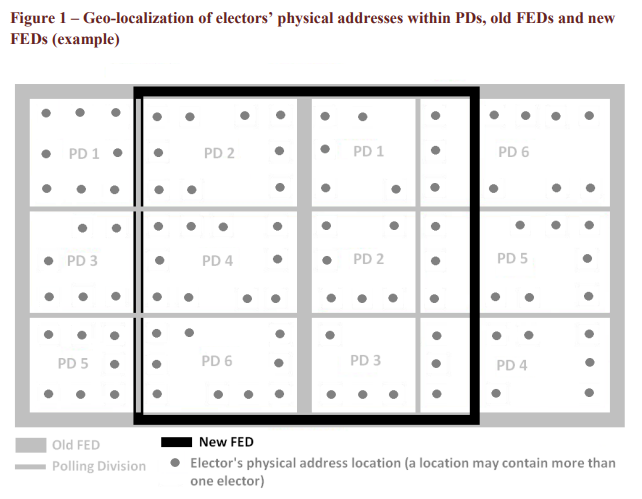 Figure 1 – Geo-localization of electors’ physical addresses within PDs, old FEDs and new
FEDs (example)
PD 1
PD 2
PD 1
PD 6
PD 3
PD 4
PD 2
PD 5
PD 5
PD 6
PD 3
PD 4
Old FED
New FED
Polling Division
Elector's physical address location (a location may contain more than
one elector)